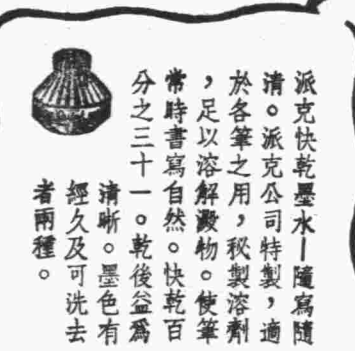 派克快乾墨水—隨寫隨
清。派克公司特製，適
於各筆之用，秘製溶劑
，足以溶解澱物。使筆
常時書寫自然。快乾百
分之三十一。乾後益爲
清晰。墨色有
經久及可洗去
者兩種。